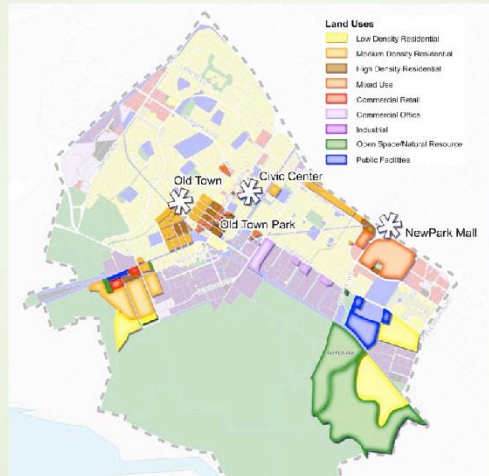 Land Uses
Low Density Residential
Medium Density Residential
High Density Residential
Mixed Use
Commercial Retail
Commercial Office
Industrial
Open Space/Natural Resource
Public Facilities
Old Town
Civic Center
Old Town Park
NewPark Mall